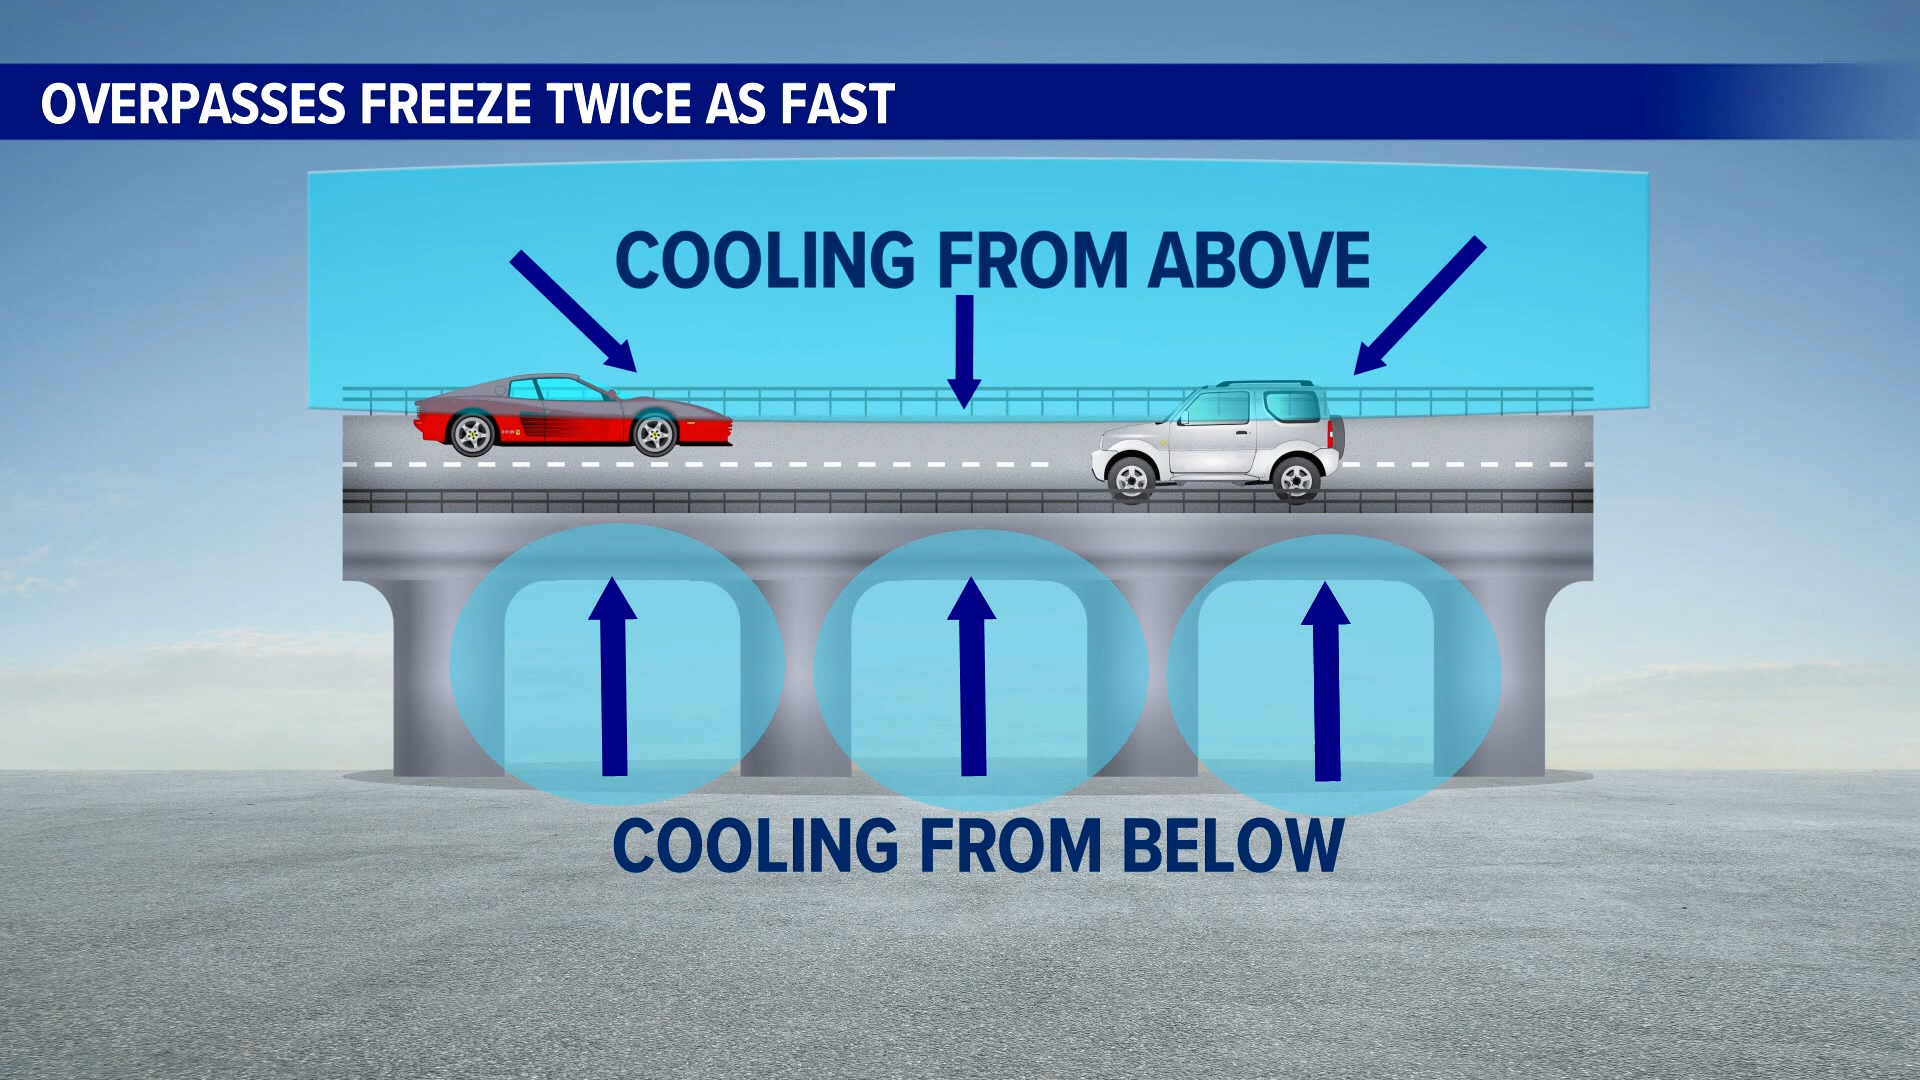 OVERPASSES FREEZE TWICE AS FAST
COOLING FROM ABOVE
COOLING FROM BELOW